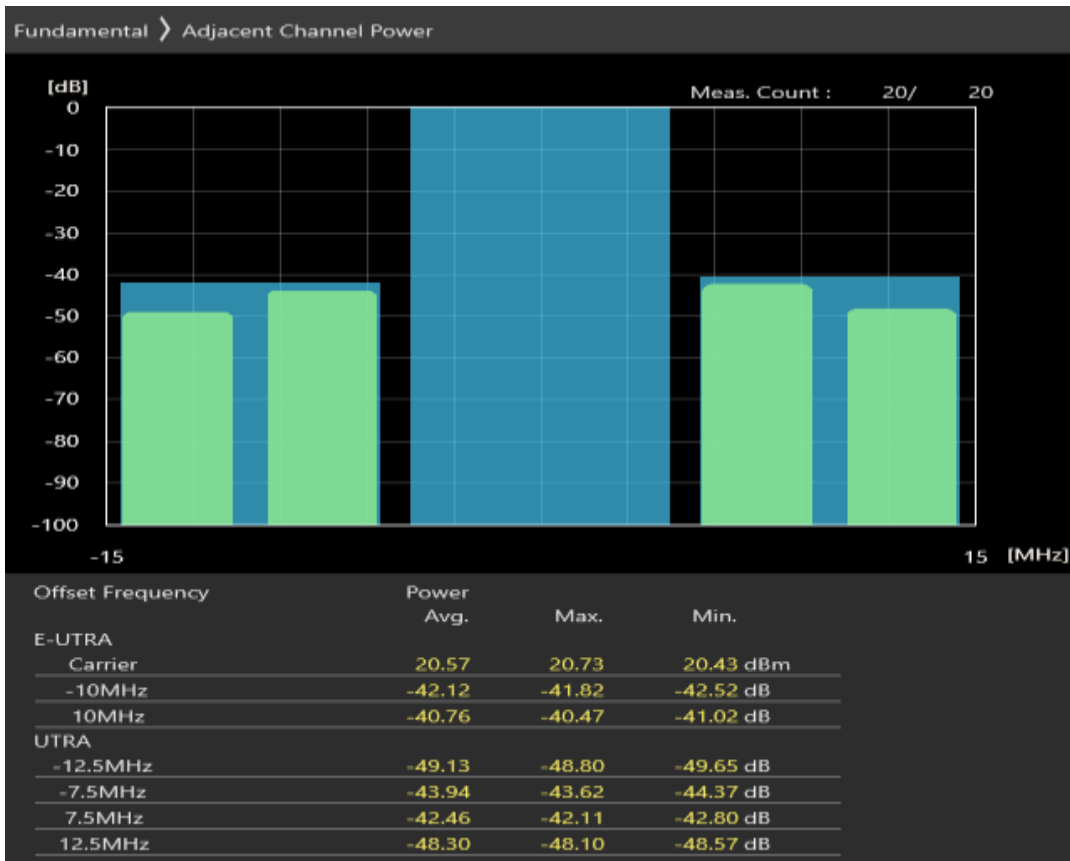 Fundamental ❯ Adjacent Channel Power
[dB]
Meas. Count : 20/ 20
0
-10
-20
-30
-40
-50
-60
-70
-80
-90
-100
-15 15 [MHz]
Offset Frequency Power
Avg. Max. Min.
E-UTRA
Carrier 20.57 20.73 20.43 dBm
-10MHz -42.12 -41.82 -42.52 dB
10MHz -40.76 -40.47 -41.02 dB
UTRA
-12.5MHz -49.13 -48.80 -49.65 dB
-7.5MHz -43.94 -43.62 -44.37 dB
7.5MHz -42.46 -42.11 -42.80 dB
12.5MHz -48.30 -48.10 -48.57 dB